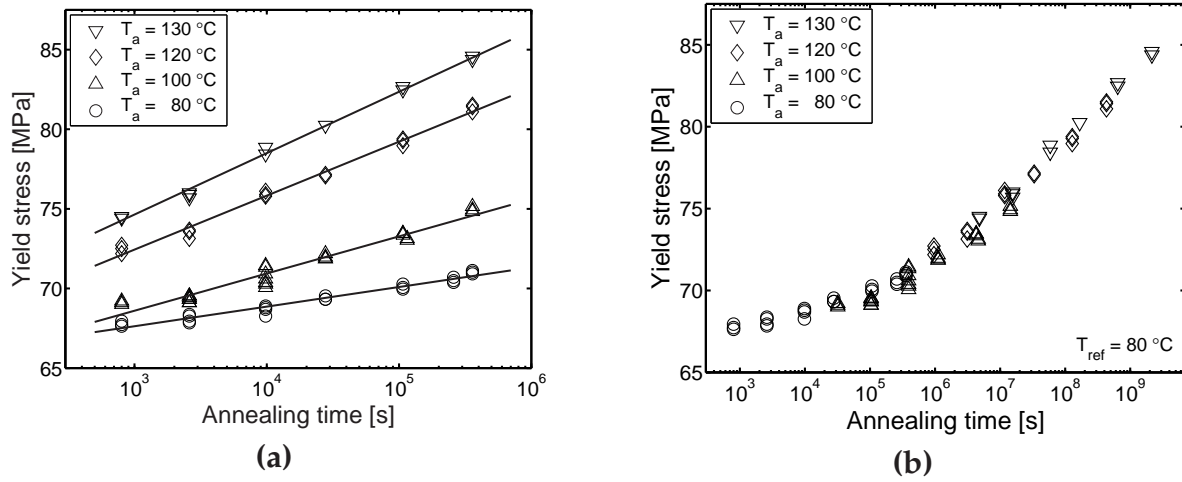 ▽ T_a = 130 °C
◇ T_a = 120 °C
△ T_a = 100 °C
○ T_a = 80 °C
85
80
75
70
65
Yield stress [MPa]
10^3
10^4
10^5
10^6
Annealing time [s]
(a)
▽ T_a = 130 °C
◇ T_a = 120 °C
△ T_a = 100 °C
○ T_a = 80 °C
85
80
75
70
65
Yield stress [MPa]
T_ref = 80 °C
10^3
10^4
10^5
10^6
10^7
10^8
10^9
Annealing time [s]
(b)